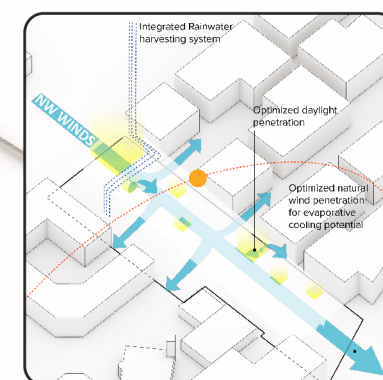 Integrated Rainwater
harvesting system
NW WINDS
Optimized daylight
penetration
Optimized natural
wind penetration
for evaporative
cooling potential